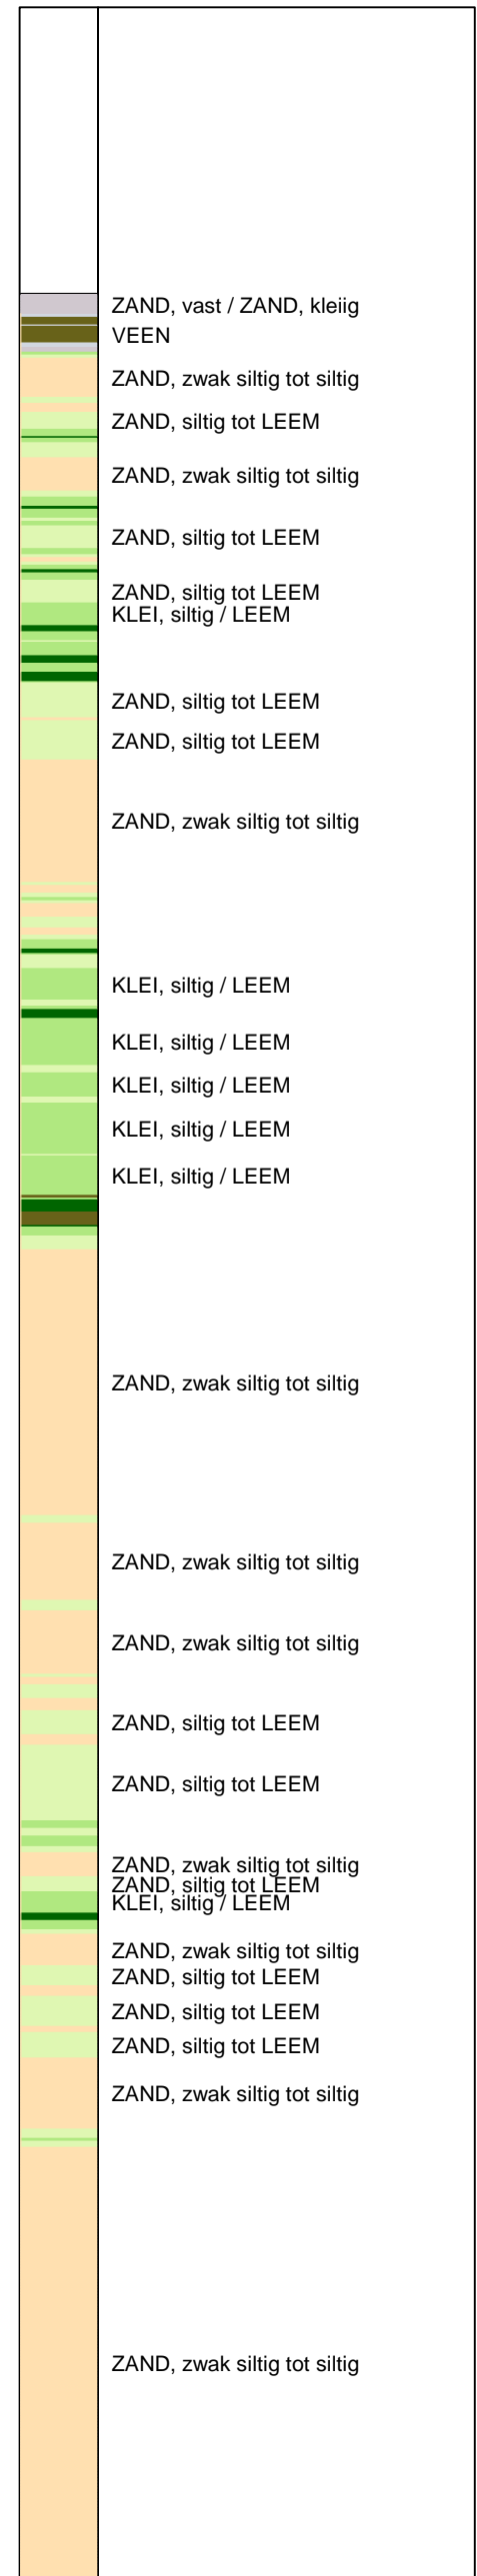 ZAND, vast / ZAND, kleiig
VEEN
ZAND, zwak siltig tot siltig
ZAND, siltig tot LEEM
ZAND, zwak siltig tot siltig
ZAND, siltig tot LEEM
ZAND, siltig tot LEEM
KLEI, siltig / LEEM
ZAND, siltig tot LEEM
ZAND, siltig tot LEEM
ZAND, zwak siltig tot siltig
KLEI, siltig / LEEM
KLEI, siltig / LEEM
KLEI, siltig / LEEM
KLEI, siltig / LEEM
KLEI, siltig / LEEM
ZAND, zwak siltig tot siltig
ZAND, zwak siltig tot siltig
ZAND, zwak siltig tot siltig
ZAND, siltig tot LEEM
ZAND, siltig tot LEEM
ZAND, zwak siltig tot siltig
ZAND, siltig tot LEEM
KLEI, siltig / LEEM
ZAND, zwak siltig tot siltig
ZAND, siltig tot LEEM
ZAND, siltig tot LEEM
ZAND, siltig tot LEEM
ZAND, zwak siltig tot siltig
ZAND, zwak siltig tot siltig